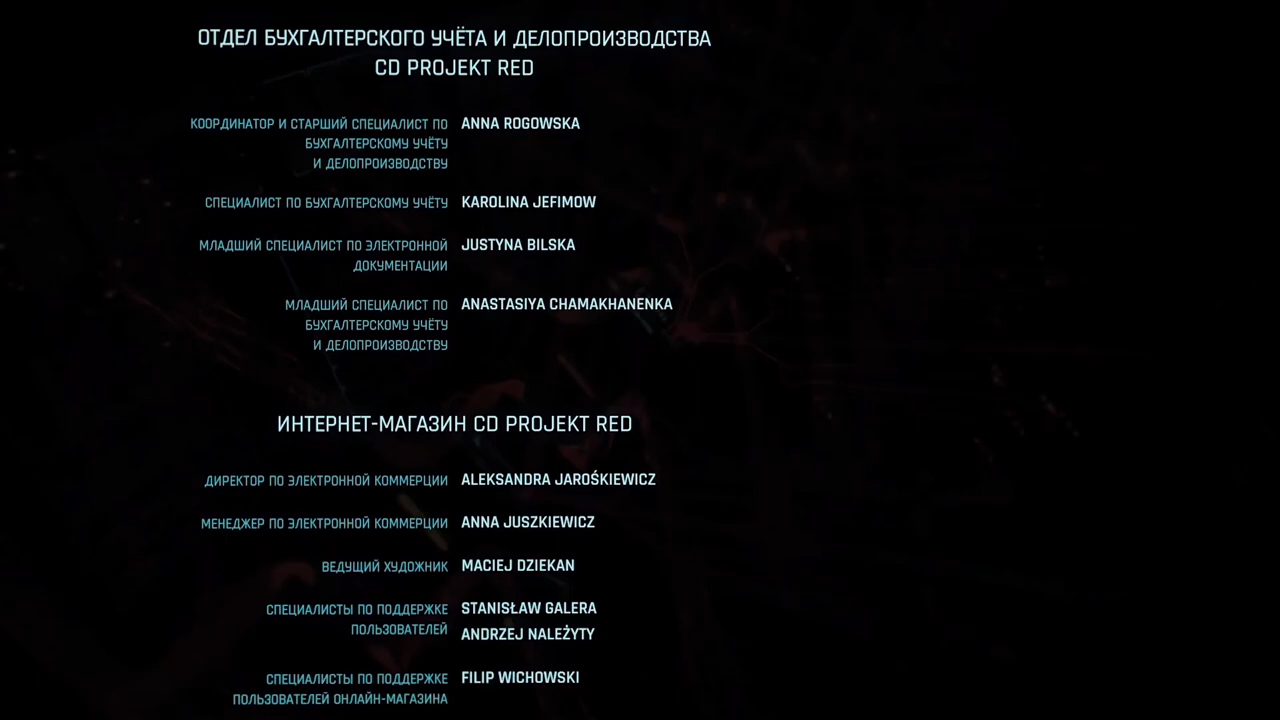 ОТДЕЛ БУХГАЛТЕРСКОГО УЧЁТА И ДЕЛОПРОИЗВОДСТВА
CD PROJEKT RED
КООРДИНАТОР И СТАРШИЙ СПЕЦИАЛИСТ ПО ANNA ROGOWSKA
БУХГАЛТЕРСКОМУ УЧЁТУ
И ДЕЛОПРОИЗВОДСТВУ
СПЕЦИАЛИСТ ПО БУХГАЛТЕРСКОМУ УЧЁТУ KAROLINA JEFIMOW
МЛАДШИЙ СПЕЦИАЛИСТ ПО ЭЛЕКТРОННОЙ JUSTYNA BILSKA
ДОКУМЕНТАЦИИ
МЛАДШИЙ СПЕЦИАЛИСТ ПО ANASTASIYA CHAMAKHANENKA
БУХГАЛТЕРСКОМУ УЧЁТУ
И ДЕЛОПРОИЗВОДСТВУ
ИНТЕРНЕТ-МАГАЗИН CD PROJEKT RED
ДИРЕКТОР ПО ЭЛЕКТРОННОЙ КОММЕРЦИИ ALEKSANDRA JAROŚKIEWICZ
МЕНЕДЖЕР ПО ЭЛЕКТРОННОЙ КОММЕРЦИИ ANNA JUSZKIEWICZ
ВЕДУЩИЙ ХУДОЖНИК MACIEJ DZIEKAN
СПЕЦИАЛИСТЫ ПО ПОДДЕРЖКЕ STANISŁAW GALERA
ПОЛЬЗОВАТЕЛЕЙ ANDRZEJ NALEŻYTY
СПЕЦИАЛИСТЫ ПО ПОДДЕРЖКЕ FILIP WICHOWSKI
ПОЛЬЗОВАТЕЛЕЙ ОНЛАЙН-МАГАЗИНА